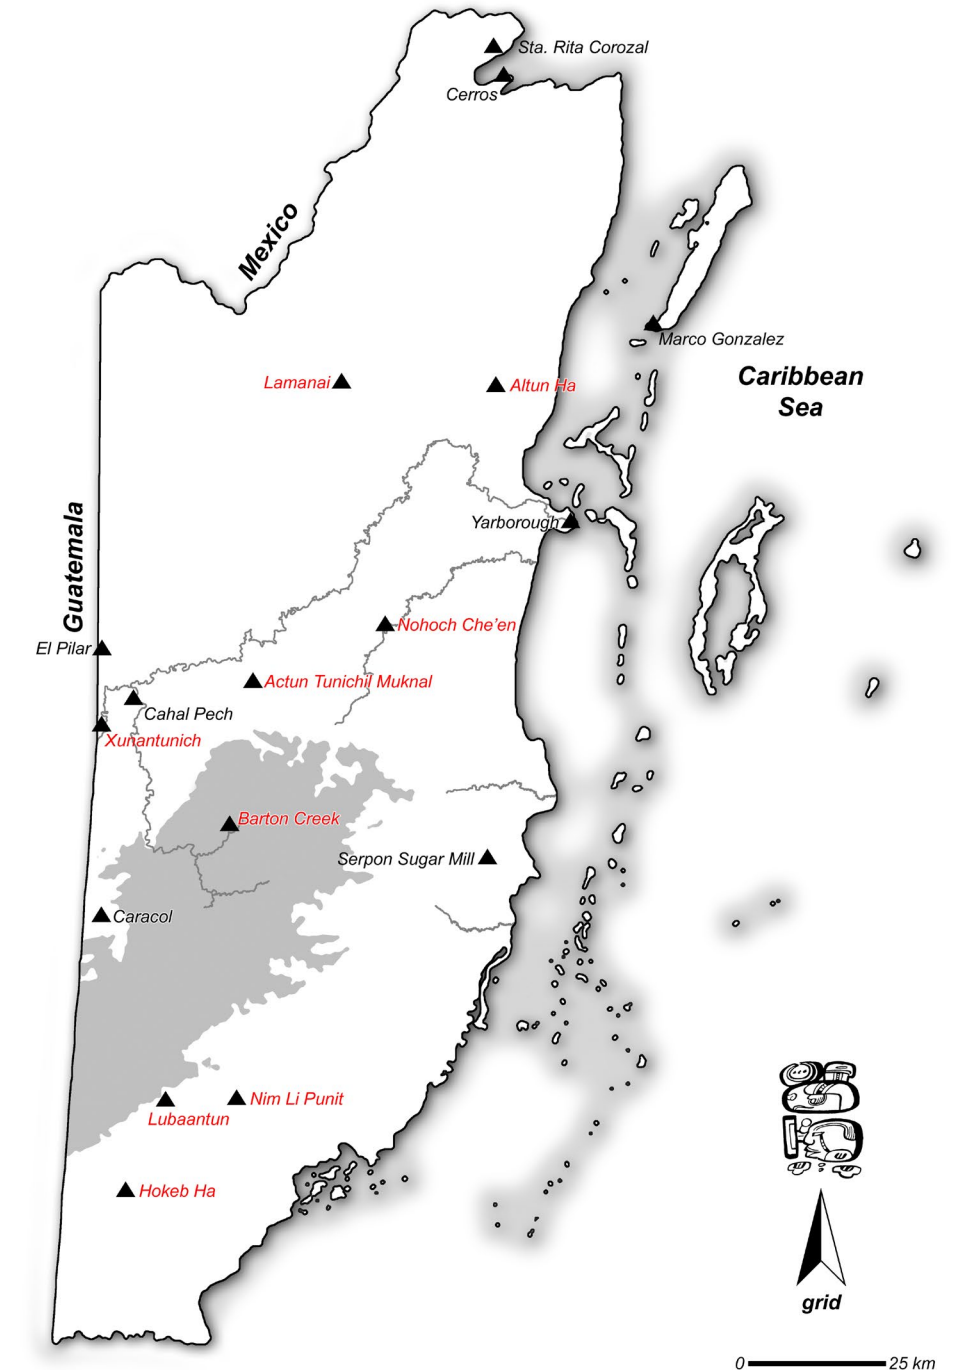 Sta. Rita Corozal
Cerros
Mexico
Marco Gonzalez
Caribbean
Sea
Lamanai
Altun Ha
Guatemala
Yarborough
Nohoch Che’en
El Pilar
Actun Tunichil Muknal
Cahal Pech
Xunantunich
Barton Creek
Serpon Sugar Mill
Caracol
Nim Li Punit
Lubaantun
Hokeb Ha
grid
0 25 km